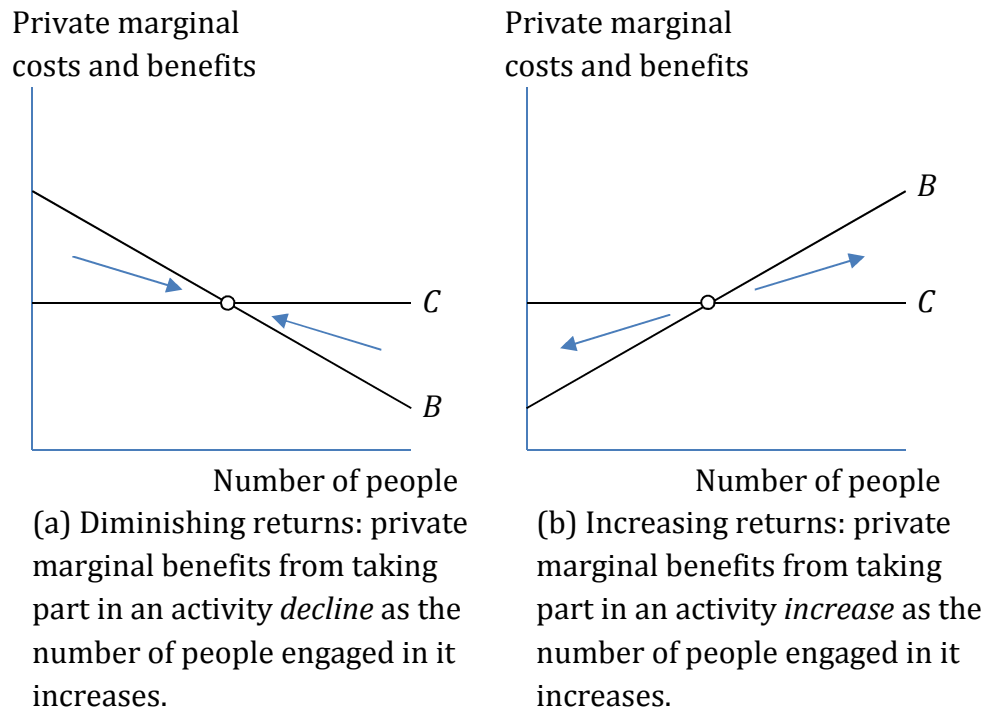 Private marginal
costs and benefits
C
B
Number of people
(a) Diminishing returns: private
marginal benefits from taking
part in an activity decline as the
number of people engaged in it
increases.
Private marginal
costs and benefits
B
C
Number of people
(b) Increasing returns: private
marginal benefits from taking
part in an activity increase as the
number of people engaged in it
increases.